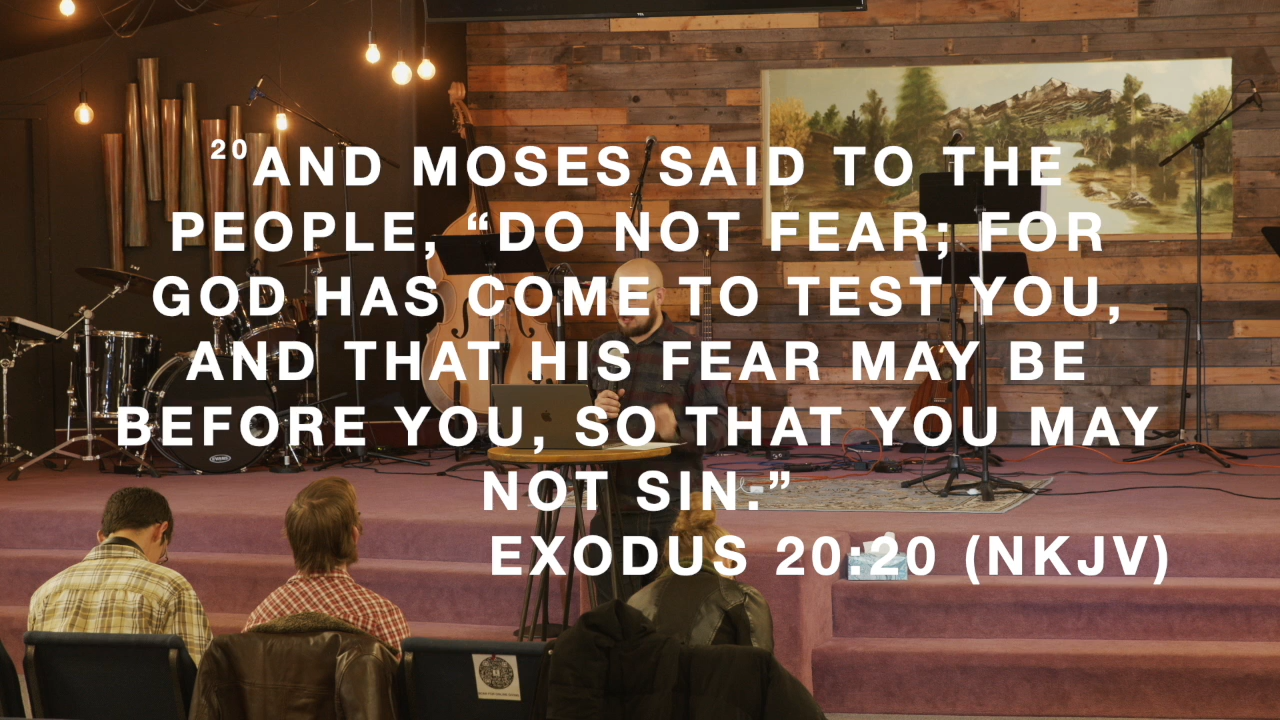 ²⁰AND MOSES SAID TO THE
PEOPLE, “DO NOT FEAR; FOR
GOD HAS COME TO TEST YOU,
AND THAT HIS FEAR MAY BE
BEFORE YOU, SO THAT YOU MAY
NOT SIN.”
EXODUS 20:20 (NKJV)